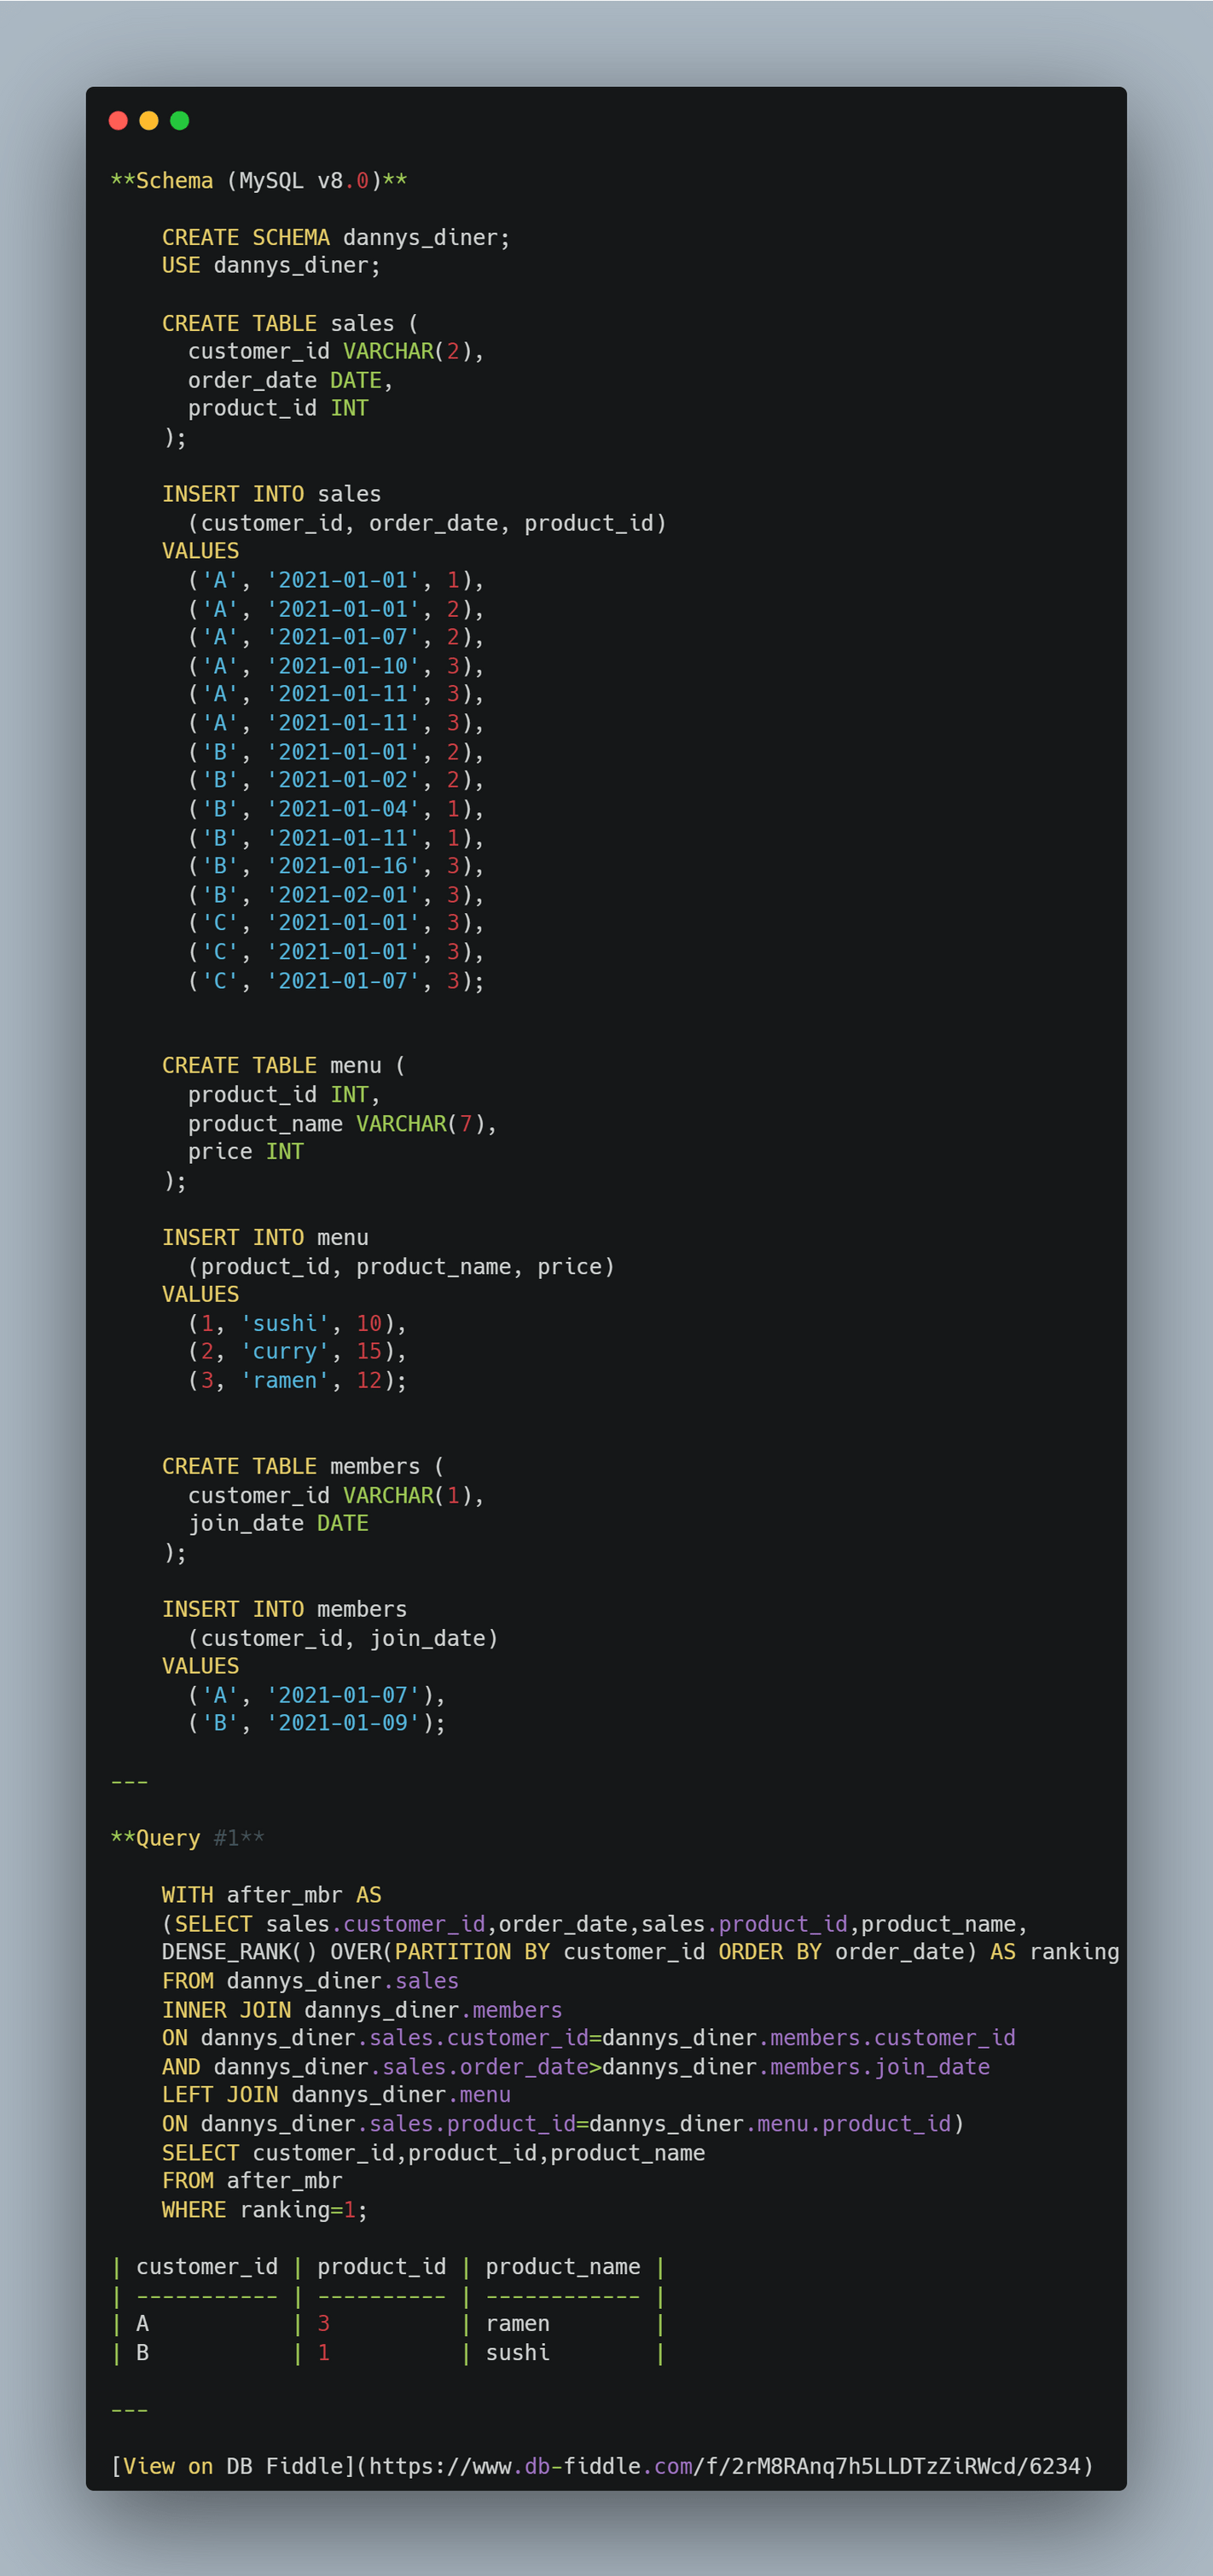 **Schema (MySQL v8.0)**
CREATE SCHEMA dannys_diner;
USE dannys_diner;
CREATE TABLE sales (
customer_id VARCHAR(2),
order_date DATE,
product_id INT
);
INSERT INTO sales
(customer_id, order_date, product_id)
VALUES
('A', '2021-01-01', 1),
('A', '2021-01-01', 2),
('A', '2021-01-07', 2),
('A', '2021-01-10', 3),
('A', '2021-01-11', 3),
('A', '2021-01-11', 3),
('B', '2021-01-01', 2),
('B', '2021-01-02', 2),
('B', '2021-01-04', 1),
('B', '2021-01-11', 1),
('B', '2021-01-16', 3),
('B', '2021-02-01', 3),
('C', '2021-01-01', 3),
('C', '2021-01-01', 3),
('C', '2021-01-07', 3);
CREATE TABLE menu (
product_id INT,
product_name VARCHAR(7),
price INT
);
INSERT INTO menu
(product_id, product_name, price)
VALUES
(1, 'sushi', 10),
(2, 'curry', 15),
(3, 'ramen', 12);
CREATE TABLE members (
customer_id VARCHAR(1),
join_date DATE
);
INSERT INTO members
(customer_id, join_date)
VALUES
('A', '2021-01-07'),
('B', '2021-01-09');
---
**Query #1**
WITH after_mbr AS
(SELECT sales.customer_id,order_date,sales.product_id,product_name,
DENSE_RANK() OVER(PARTITION BY customer_id ORDER BY order_date) AS ranking
FROM dannys_diner.sales
INNER JOIN dannys_diner.members
ON dannys_diner.sales.customer_id=dannys_diner.members.customer_id
AND dannys_diner.sales.order_date>dannys_diner.members.join_date
LEFT JOIN dannys_diner.menu
ON dannys_diner.sales.product_id=dannys_diner.menu.product_id)
SELECT customer_id,product_id,product_name
FROM after_mbr
WHERE ranking=1;
| customer_id | product_id | product_name |
| ----------- | ---------- | ------------ |
| A | 3 | ramen |
| B | 1 | sushi |
---
[View on DB Fiddle](https://www.db-fiddle.com/f/2rM8RAnq7h5LLDTzZiRWcd/6234)